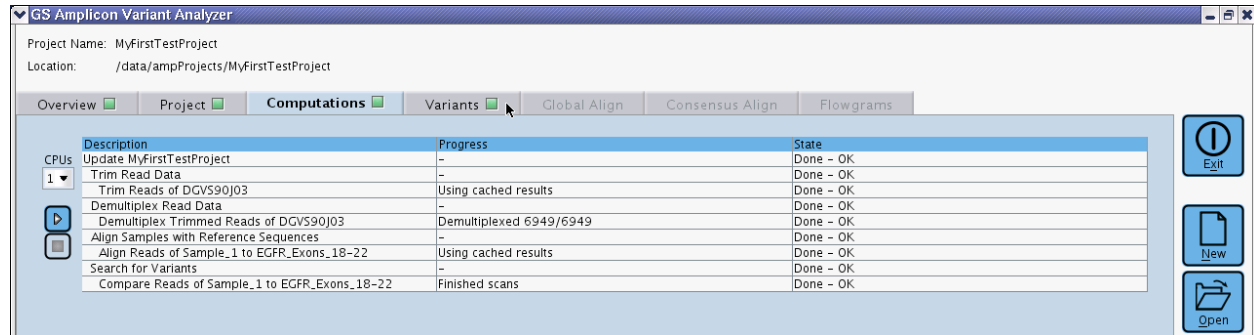 GS Amplicon Variant Analyzer
Project Name: MyFirstTestProject
Location: /data/ampProjects/MyFirstTestProject
Overview Project Computations Variants Global Align Consensus Align Flowgrams
Description Progress State
CPUs
1
Update MyFirstTestProject – Done – OK
Trim Read Data – Done – OK
Trim Reads of DGVS90J03 Using cached results Done – OK
Demultiplex Read Data – Done – OK
Demultiplex Trimmed Reads of DGVS90J03 Demultiplexed 6949/6949 Done – OK
Align Samples with Reference Sequences – Done – OK
Align Reads of Sample_1 to EGFR_Exons_18-22 Using cached results Done – OK
Search for Variants – Done – OK
Compare Reads of Sample_1 to EGFR_Exons_18-22 Finished scans Done – OK
Exit
New
Open